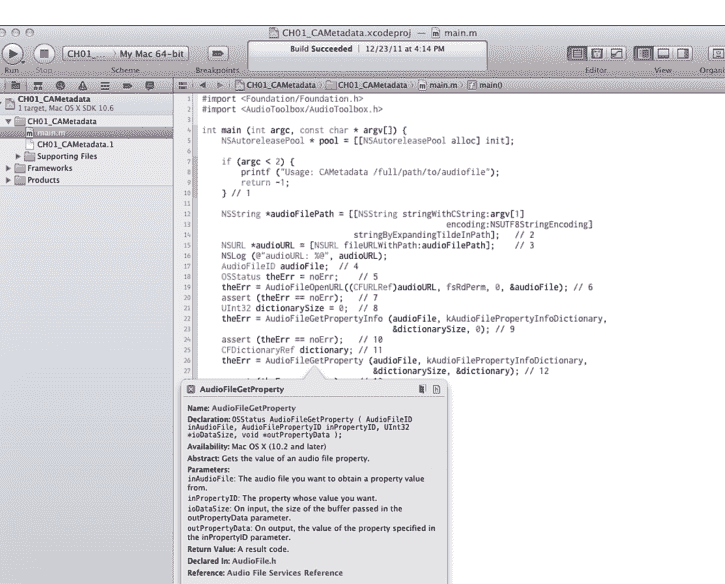 CH01_CAMetadata.xcodeproj — main.m
CH01_... My Mac 64-bit
Build Succeeded | 12/23/11 at 4:14 PM
Run Stop Scheme Breakpoints Editor View
CH01_CAMetadata CH01_CAMetadata main.m main()
CH01_CAMetadata
1 target, Mac OS X SDK 10.6
CH01_CAMetadata
main.m
CH01_CAMetadata.1
Supporting Files
Frameworks
Products
#import <Foundation/Foundation.h>
#import <AudioToolbox/AudioToolbox.h>
int main (int argc, const char * argv[]) {
NSAutoreleasePool * pool = [[NSAutoreleasePool alloc] init];
if (argc < 2) {
printf ("Usage: CAMetadata /full/path/to/audiofile");
return -1;
} // 1
NSString *audioFilePath = [[NSString stringWithCString:argv[1]
encoding:NSUTF8StringEncoding]
stringByExpandingTildeInPath]; // 2
NSURL *audioURL = [NSURL fileURLWithPath:audioFilePath]; // 3
NSLog (@"audioURL: %@", audioURL);
AudioFileID audioFile; // 4
OSStatus theErr = noErr; // 5
theErr = AudioFileOpenURL((CFURLRef)audioURL, fsRdPerm, 0, &audioFile); // 6
assert (theErr == noErr); // 7
UInt32 dictionarySize = 0; // 8
theErr = AudioFileGetPropertyInfo (audioFile, kAudioFilePropertyInfoDictionary,
&dictionarySize, 0); // 9
assert (theErr == noErr); // 10
CFDictionaryRef dictionary; // 11
theErr = AudioFileGetProperty (audioFile, kAudioFilePropertyInfoDictionary,
&dictionarySize, &dictionary); // 12
AudioFileGetProperty
Name: AudioFileGetProperty
Declaration: OSStatus AudioFileGetProperty ( AudioFileID
inAudioFile, AudioFilePropertyID inPropertyID, UInt32
*ioDataSize, void *outPropertyData );
Availability: Mac OS X (10.2 and later)
Abstract: Gets the value of an audio file property.
Parameters:
inAudioFile: The audio file you want to obtain a property value
from.
inPropertyID: The property whose value you want.
ioDataSize: On input, the size of the buffer passed in the
outPropertyData parameter.
outPropertyData: On output, the value of the property specified in
the inPropertyID parameter.
Return Value: A result code.
Declared In: AudioFile.h
Reference: Audio File Services Reference